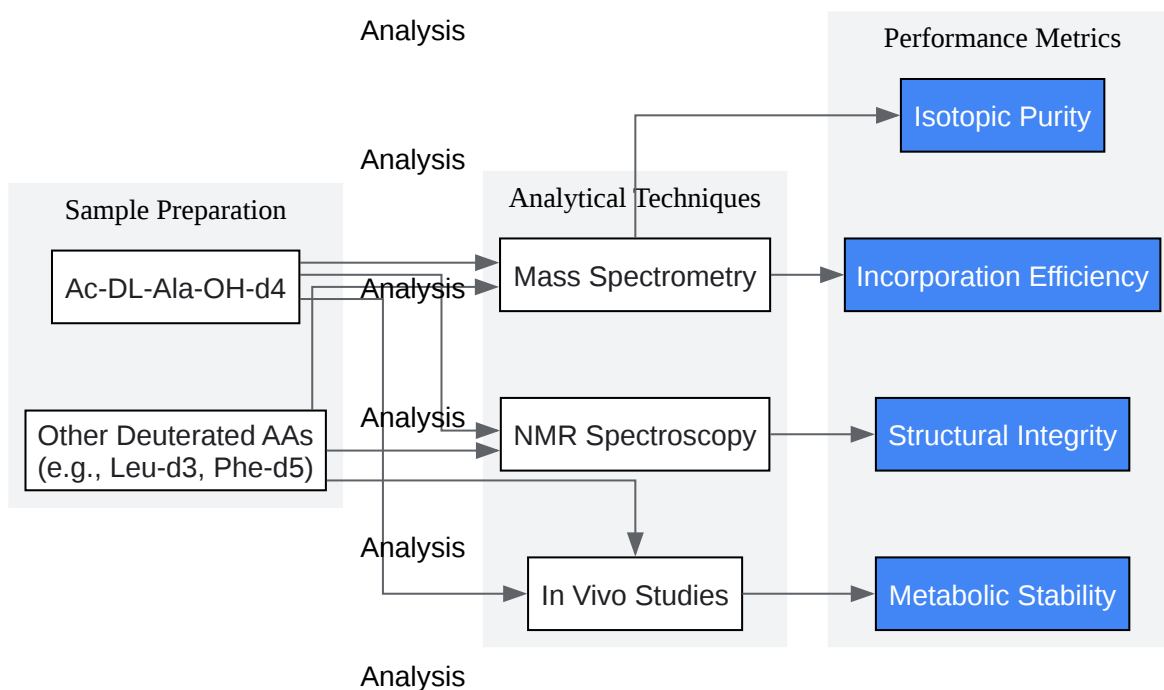 Analysis
Performance Metrics
Isotopic Purity
Analysis
Sample Preparation
Analytical Techniques
Ac-DL-Ala-OH-d4
Analysis
Mass Spectrometry
Incorporation Efficiency
Other Deuterated AAs
(e.g., Leu-d3, Phe-d5)
Analysis
NMR Spectroscopy
Structural Integrity
Analysis
In Vivo Studies
Metabolic Stability
Analysis